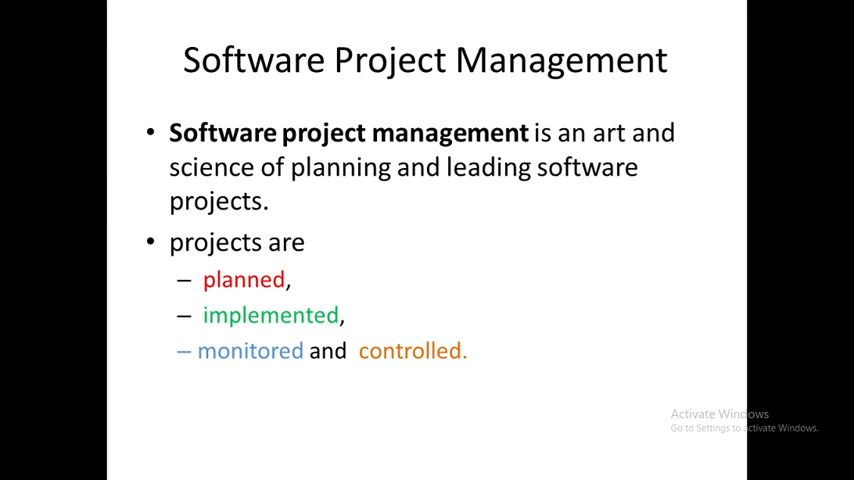 Software Project Management
• Software project management is an art and
science of planning and leading software
projects.
• projects are
– planned,
– implemented,
– monitored and controlled.
Activate Windows
Go to Settings to activate Windows.